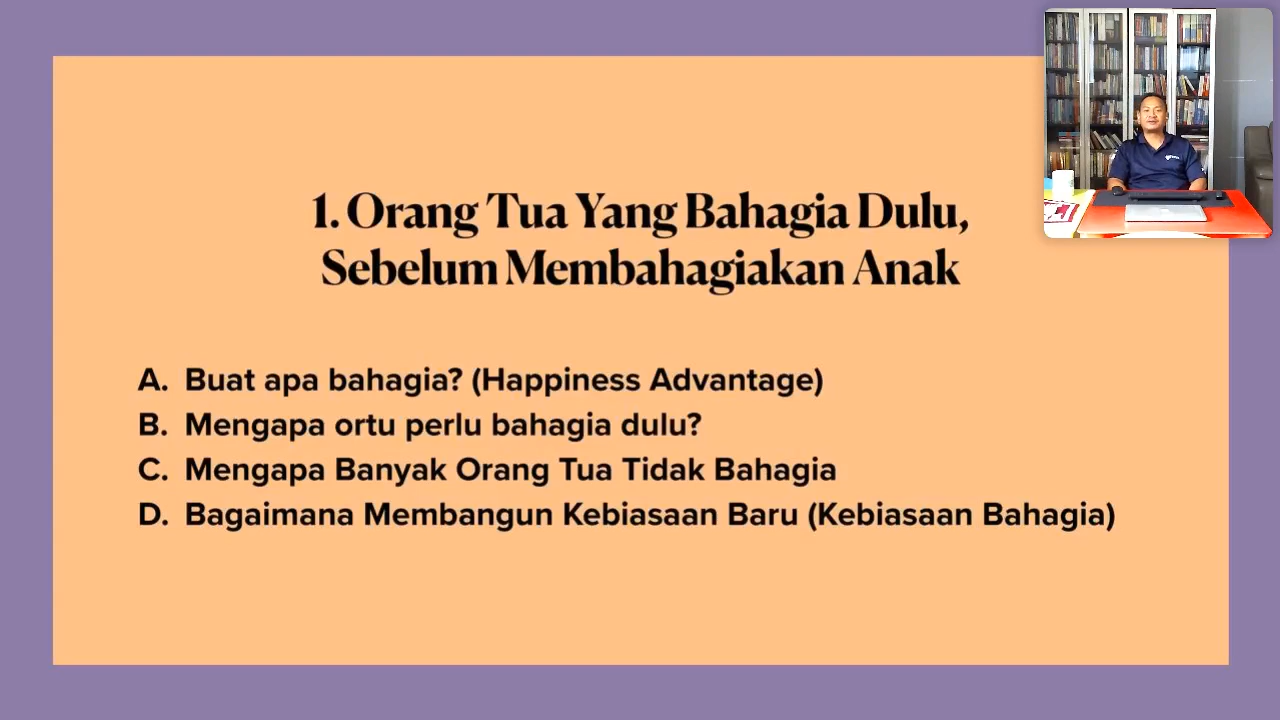 1. Orang Tua Yang Bahagia Dulu,
Sebelum Membahagiakan Anak
A. Buat apa bahagia? (Happiness Advantage)
B. Mengapa ortu perlu bahagia dulu?
C. Mengapa Banyak Orang Tua Tidak Bahagia
D. Bagaimana Membangun Kebiasaan Baru (Kebiasaan Bahagia)